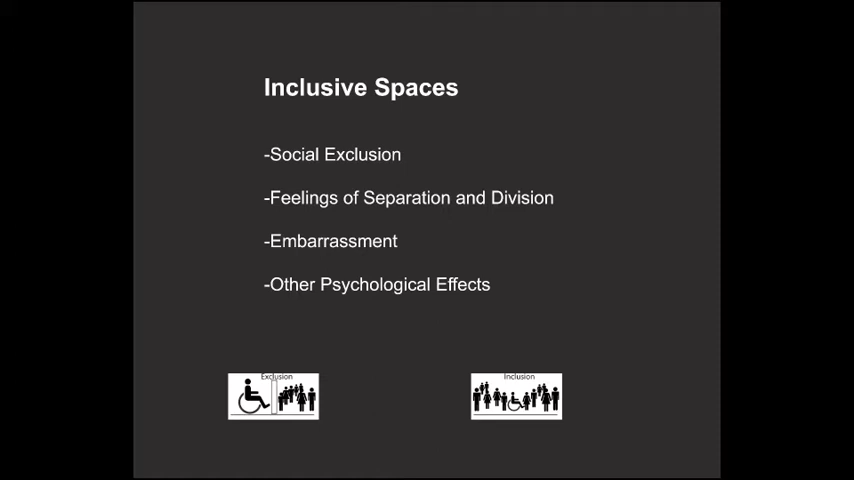 Inclusive Spaces
-Social Exclusion
-Feelings of Separation and Division
-Embarrassment
-Other Psychological Effects
Exclusion
Inclusion